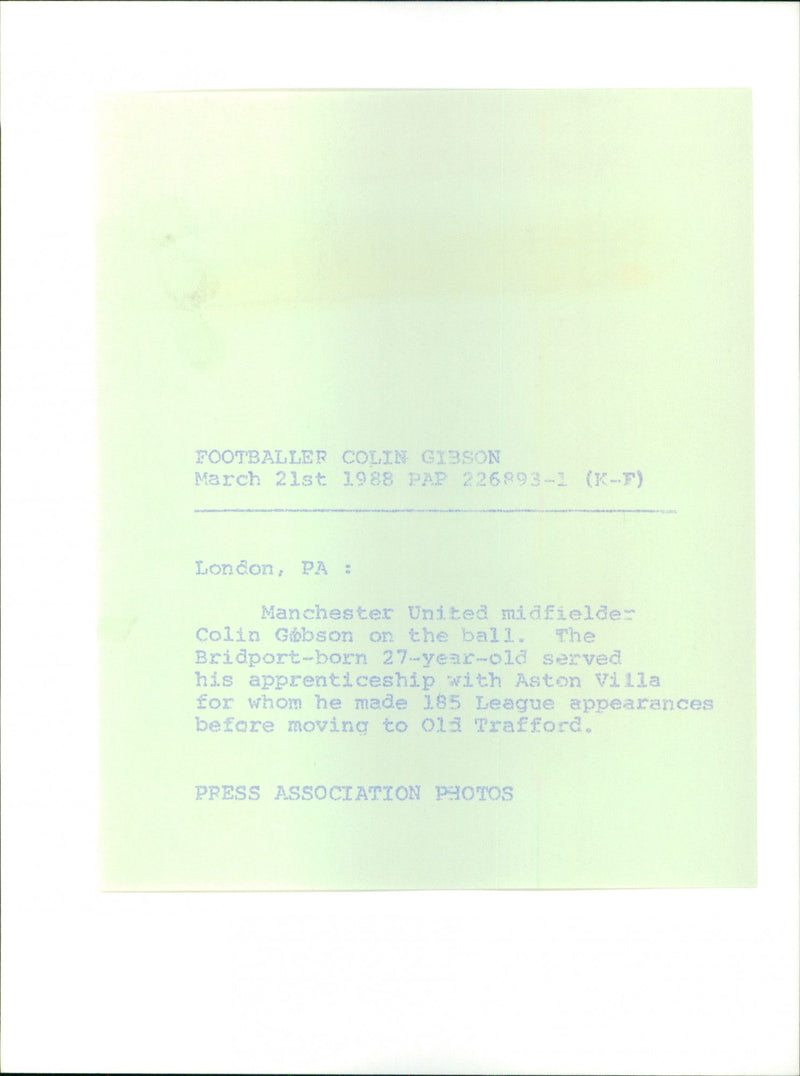 FOOTBALLER COLIN GIBSON
March 21st 1988 PAP 226893-1 (K-F)
London, PA :
Manchester United midfielder
Colin Gibson on the ball. The
Bridport-born 27-year-old served
his apprenticeship with Aston Villa
for whom he made 185 League appearances
before moving to Old Trafford.
PRESS ASSOCIATION PHOTOS